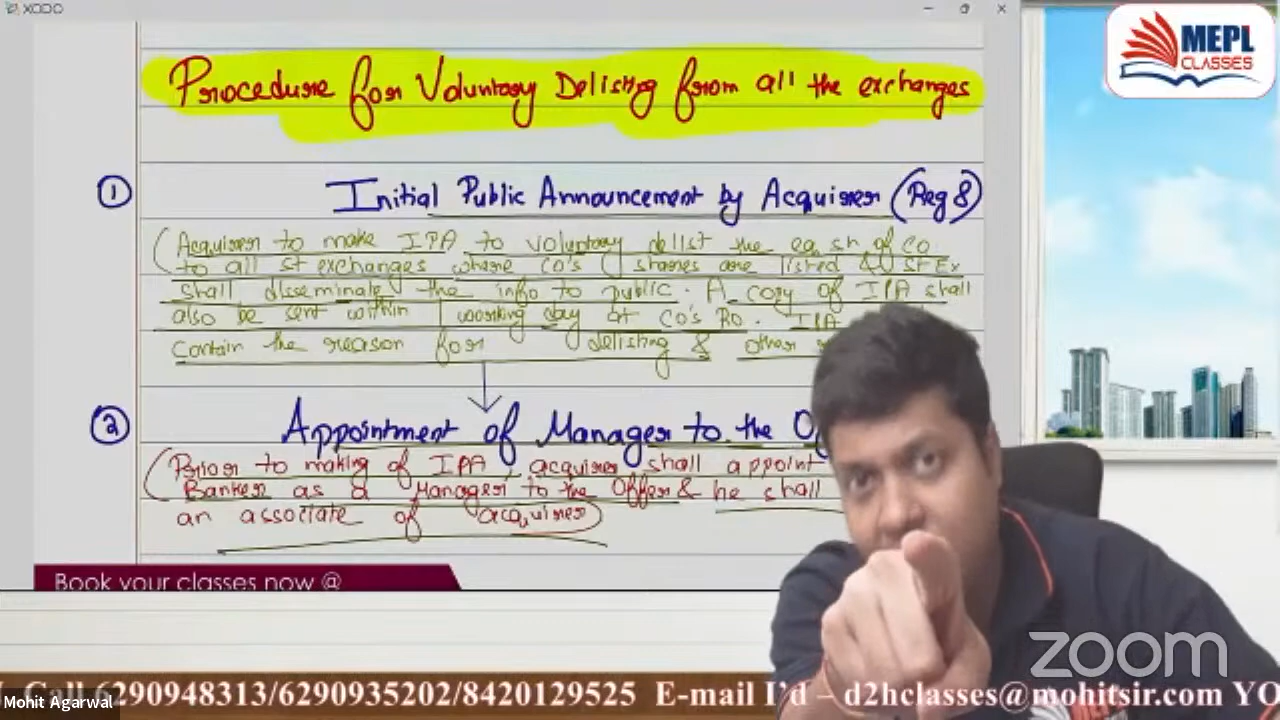 XODO
MEPL
CLASSES
Procedure for Voluntary Delisting from all the exchanges
1 Initial Public Announcement by Acquirer (Reg 8)
(Acquirer to make IPA to voluntary delist the eq sh of co
to all st exchanges where co's shares are listed & St Ex
shall disseminate the info to public. A copy of IPA shall
also be sent within 1 working day at Co's RO. IPA
contain the reason for delisting & other
2 Appointment of Manager to the Of
(Prior to making of IPA, acquirer shall appoint
Banker as a Manager to the Offer & he shall
an associate of acquirer)
Book your classes now @
zoom
Call 6290948313/6290935202/8420129525 E-mail I'd – d2hclasses@mohitsir.com YO
Mohit Agarwal